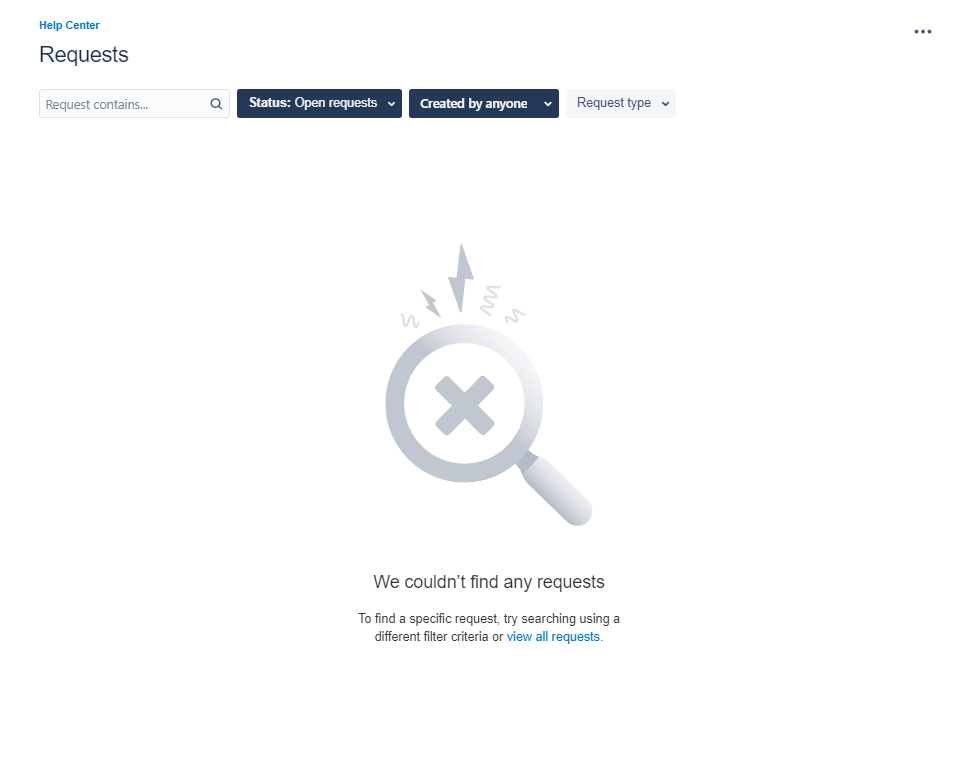 Help Center
Requests
Request contains...
Status: Open requests
Created by anyone
Request type
We couldn’t find any requests
To find a specific request, try searching using a
different filter criteria or view all requests.